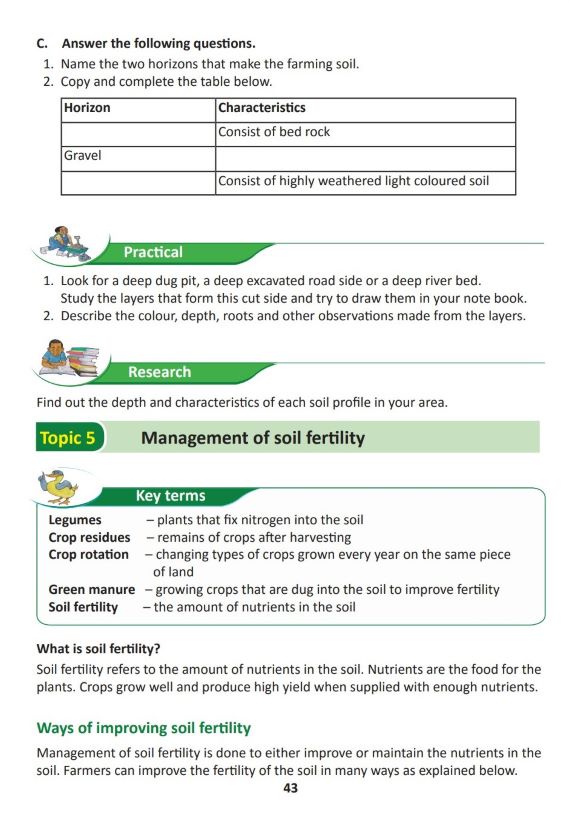 C. Answer the following questions.
1. Name the two horizons that make the farming soil.
2. Copy and complete the table below.
Horizon Characteristics
Consist of bed rock
Gravel
Consist of highly weathered light coloured soil
Practical
1. Look for a deep dug pit, a deep excavated road side or a deep river bed.
Study the layers that form this cut side and try to draw them in your note book.
2. Describe the colour, depth, roots and other observations made from the layers.
Research
Find out the depth and characteristics of each soil profile in your area.
Topic 5 Management of soil fertility
Key terms
Legumes – plants that fix nitrogen into the soil
Crop residues – remains of crops after harvesting
Crop rotation – changing types of crops grown every year on the same piece
of land
Green manure – growing crops that are dug into the soil to improve fertility
Soil fertility – the amount of nutrients in the soil
What is soil fertility?
Soil fertility refers to the amount of nutrients in the soil. Nutrients are the food for the
plants. Crops grow well and produce high yield when supplied with enough nutrients.
Ways of improving soil fertility
Management of soil fertility is done to either improve or maintain the nutrients in the
soil. Farmers can improve the fertility of the soil in many ways as explained below.
43